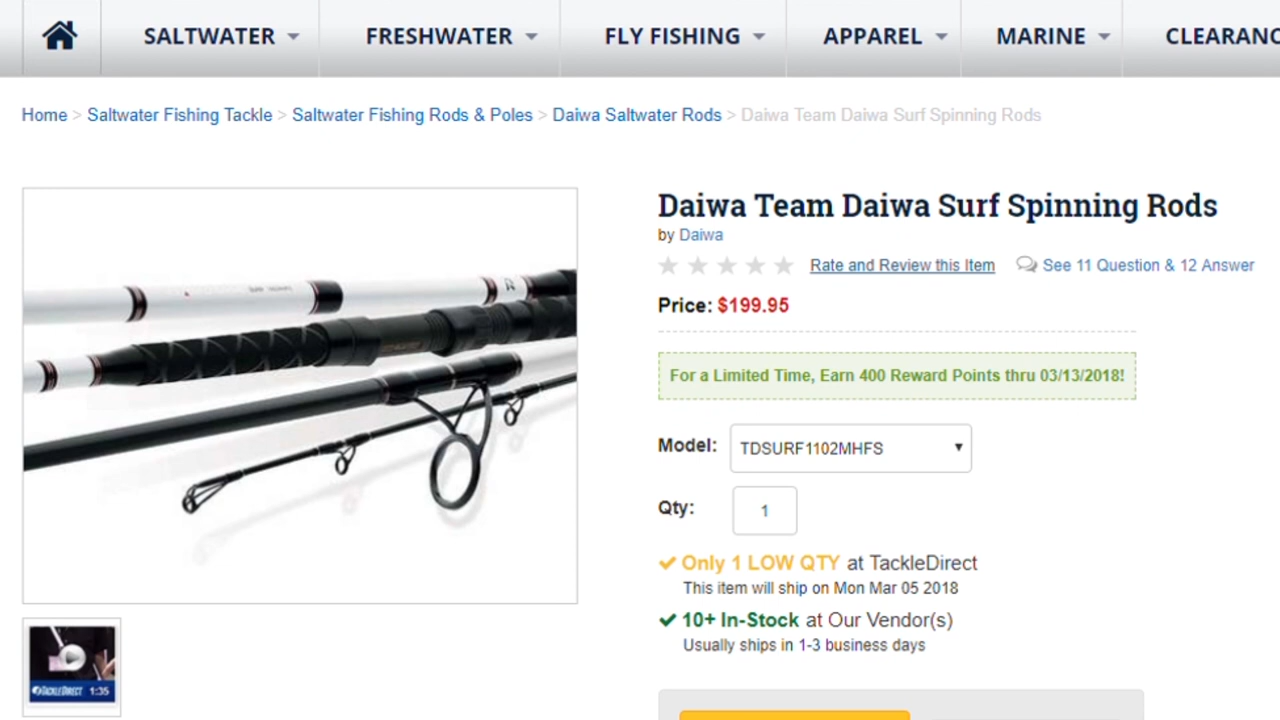 SALTWATER FRESHWATER FLY FISHING APPAREL MARINE CLEARANC
Home > Saltwater Fishing Tackle > Saltwater Fishing Rods & Poles > Daiwa Saltwater Rods > Daiwa Team Daiwa Surf Spinning Rods
Daiwa Team Daiwa Surf Spinning Rods
by Daiwa
Rate and Review this Item See 11 Question & 12 Answer
Price: $199.95
For a Limited Time, Earn 400 Reward Points thru 03/13/2018!
Model: TDSURF1102MHFS
Qty: 1
Only 1 LOW QTY at TackleDirect
This item will ship on Mon Mar 05 2018
10+ In-Stock at Our Vendor(s)
Usually ships in 1-3 business days
TACKLE DIRECT 1:35